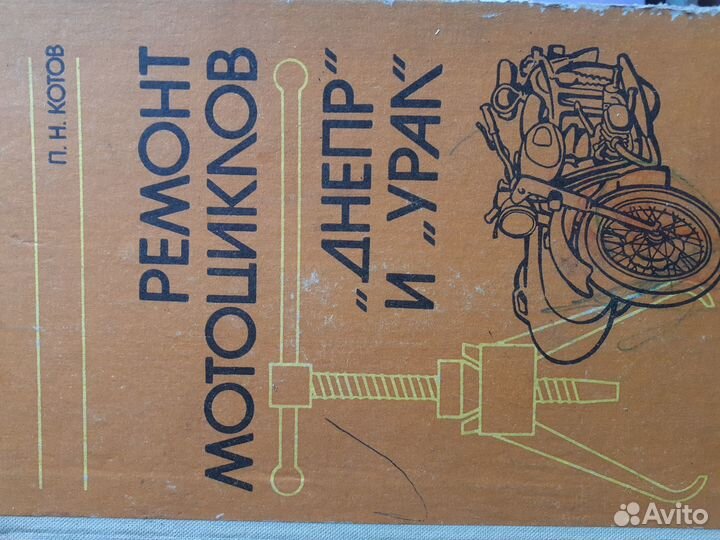 П. Н. КОТОВ
РЕМОНТ
МОТОЦИКЛОВ
"ДНЕПР"
И "УРАЛ"
Avito